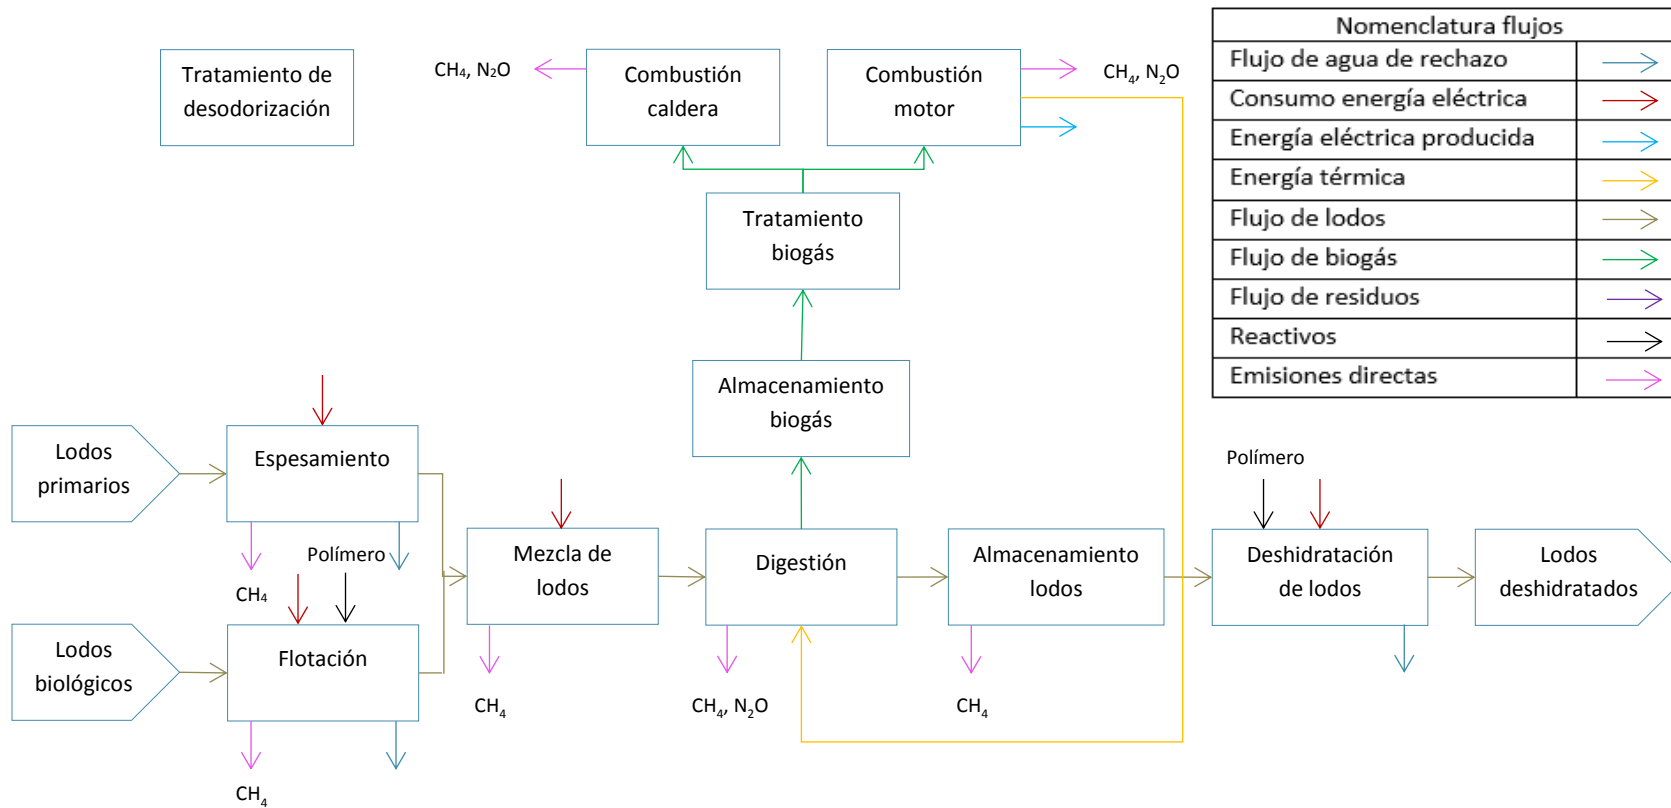 Nomenclatura flujos
Flujo de agua de rechazo
Consumo energía eléctrica
Energía eléctrica producida
Energía térmica
Flujo de lodos
Flujo de biogás
Flujo de residuos
Reactivos
Emisiones directas
Tratamiento de
desodorización
CH₄, N₂O
Combustión
caldera
Combustión
motor
CH₄, N₂O
Tratamiento
biogás
Almacenamiento
biogás
Lodos
primarios
Espesamiento
CH₄
Polímero
Lodos
biológicos
Flotación
CH₄
Mezcla de
lodos
CH₄
Digestión
CH₄, N₂O
Almacenamiento
lodos
CH₄
Polímero
Deshidratación
de lodos
Lodos
deshidratados